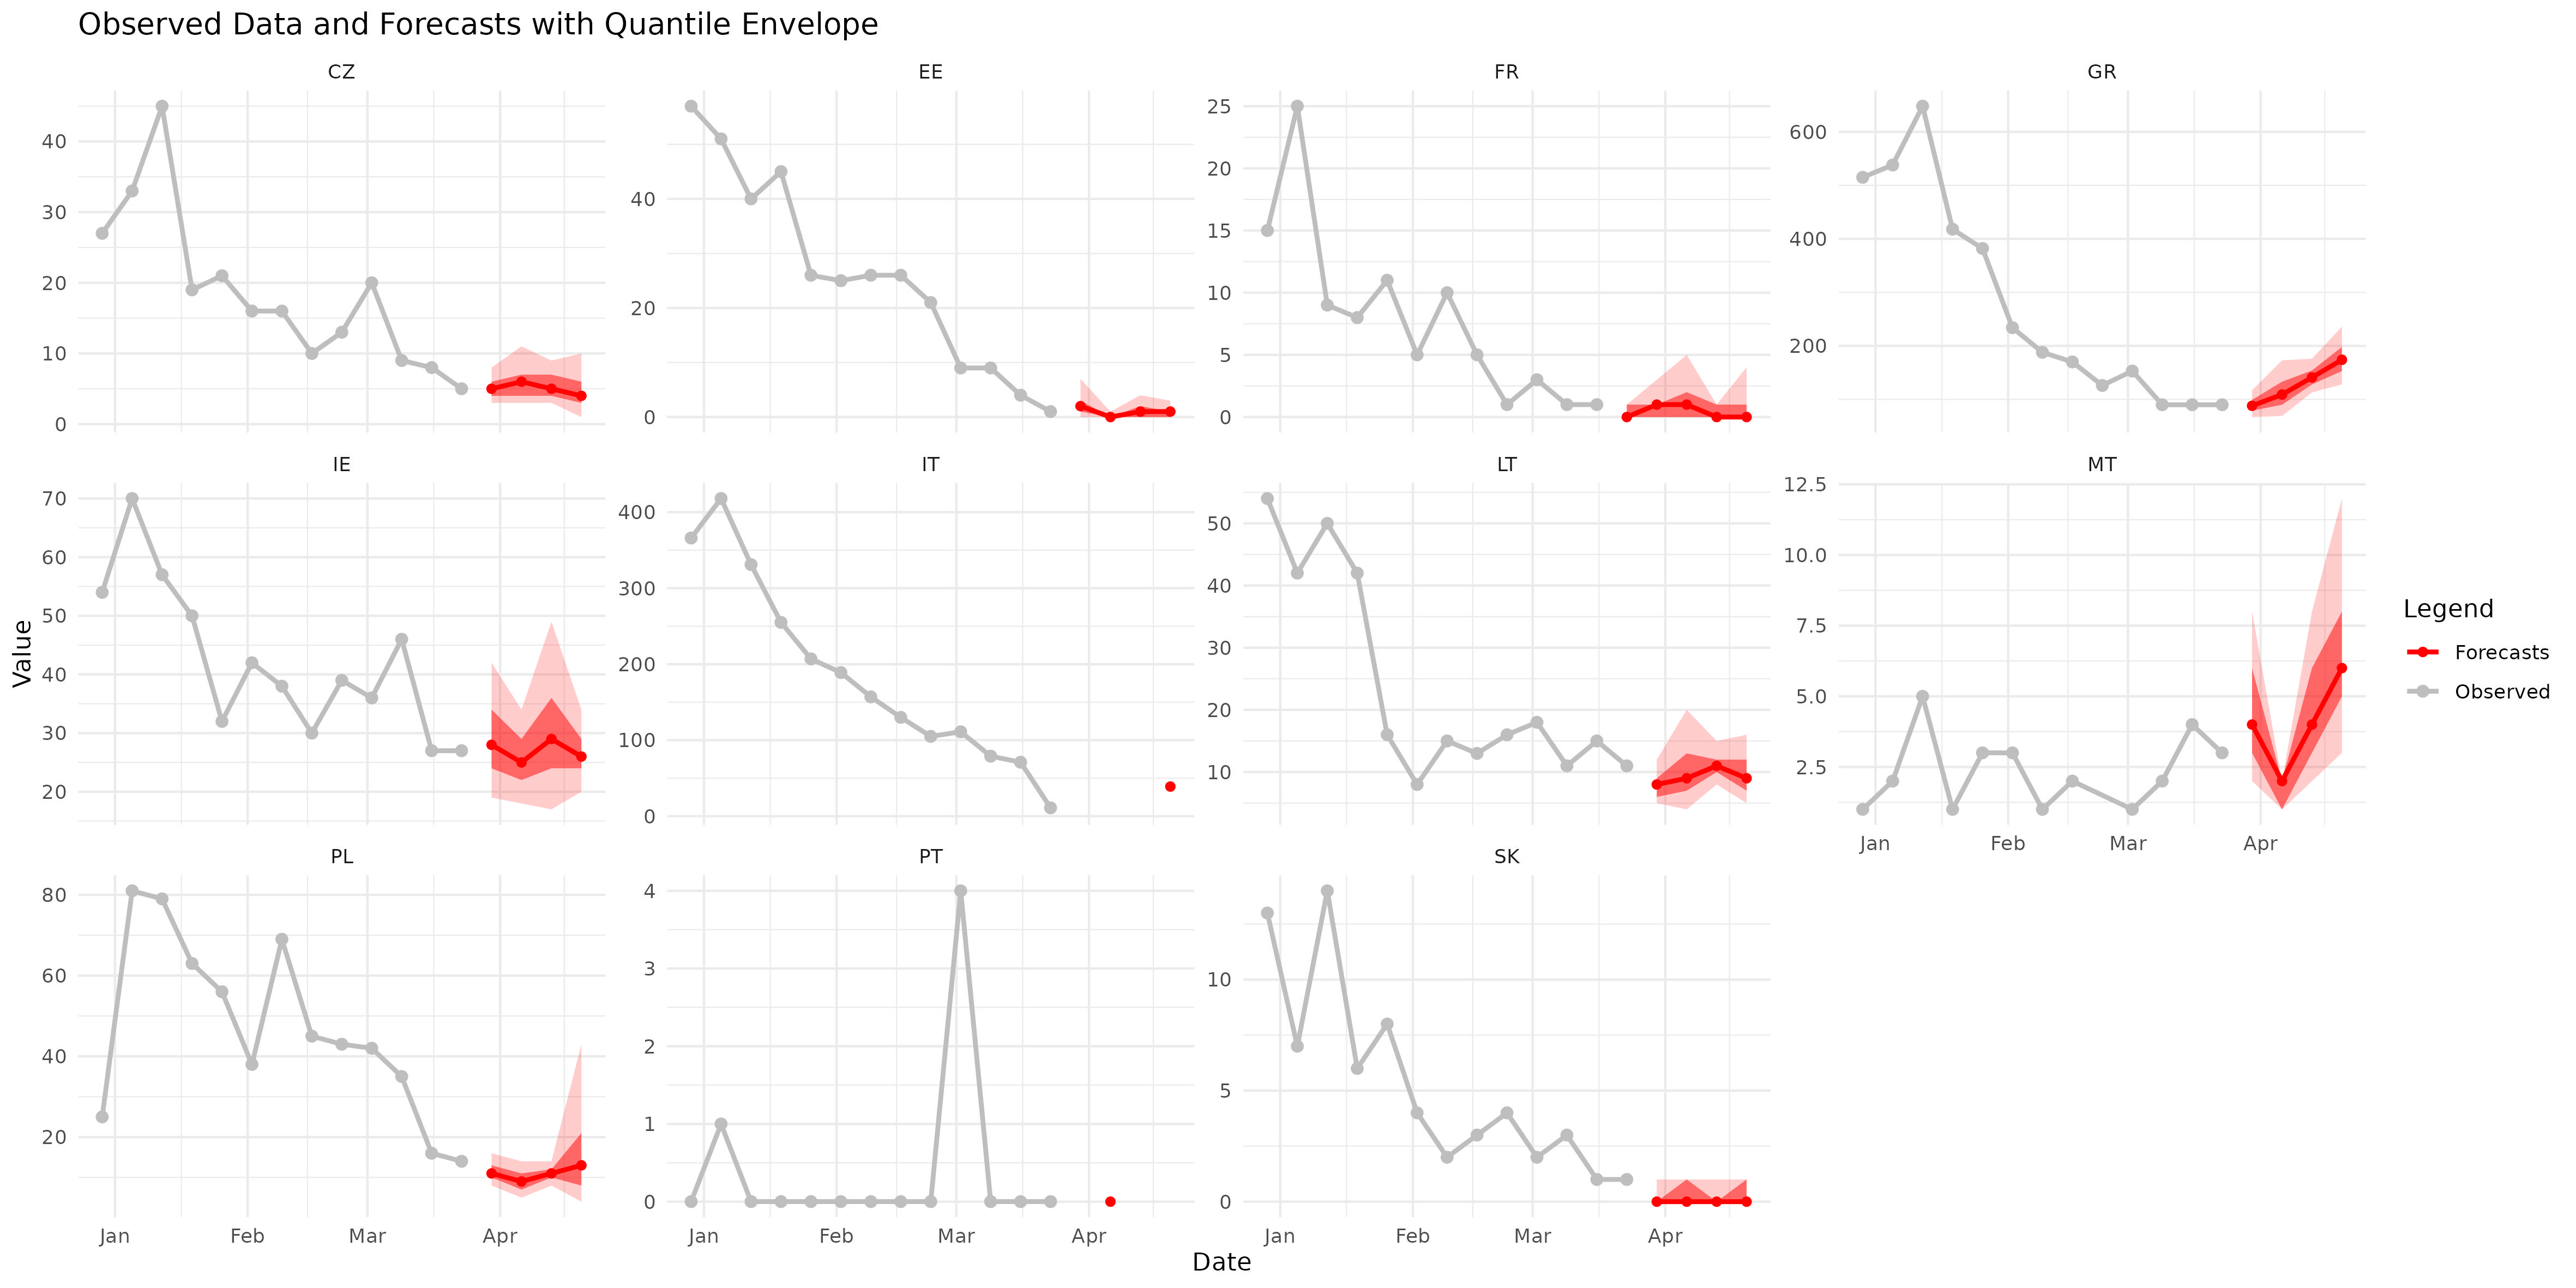 Observed Data and Forecasts with Quantile Envelope
CZ EE FR GR
40 30 20 10 0
40 20 0
25 20 15 10 5 0
600 400 200
IE IT LT MT
70 60 50 40 30 20
400 300 200 100 0
50 40 30 20 10
12.5 10.0 7.5 5.0 2.5
Jan Feb Mar Apr
PL PT SK
80 60 40 20
4 3 2 1 0
10 5 0
Jan Feb Mar Apr
Jan Feb Mar Apr
Jan Feb Mar Apr
Value
Date
Legend
Forecasts
Observed